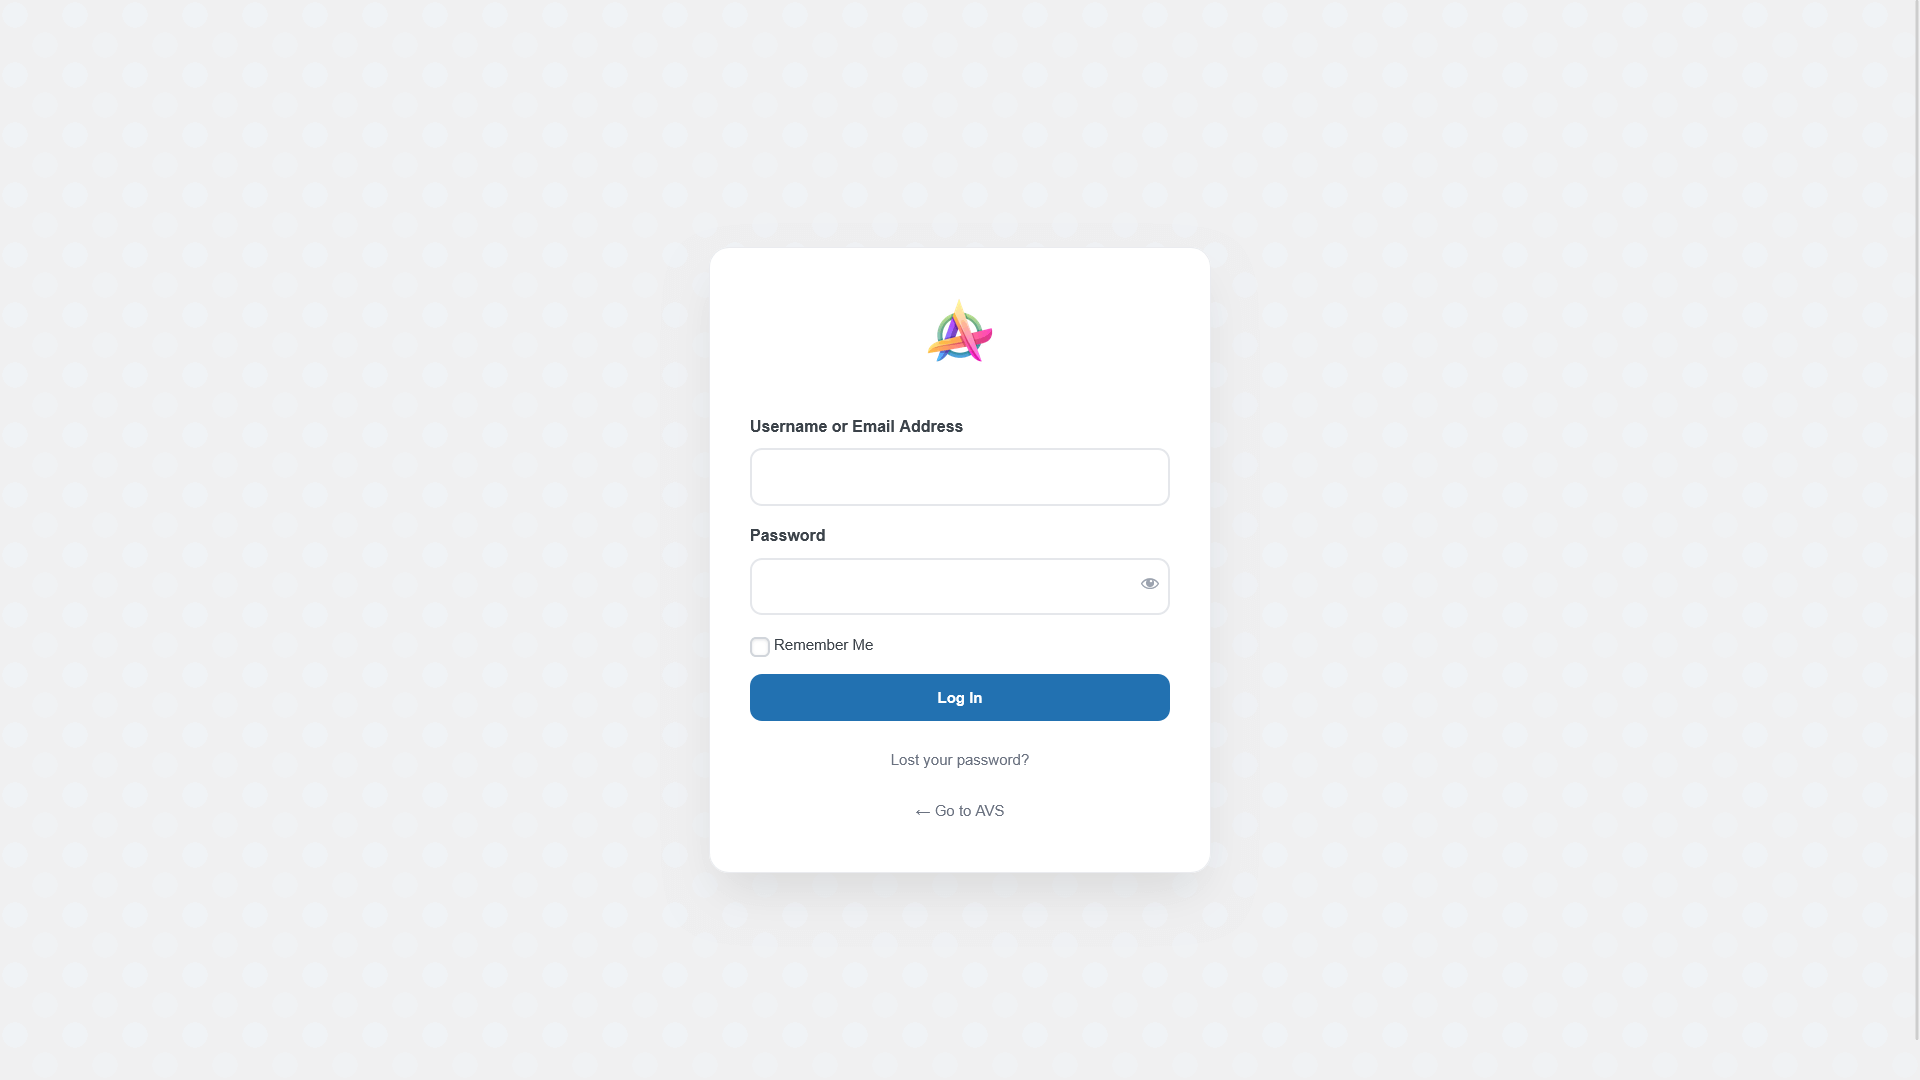 Username or Email Address
Password
Remember Me
Log In
Lost your password?
← Go to AVS